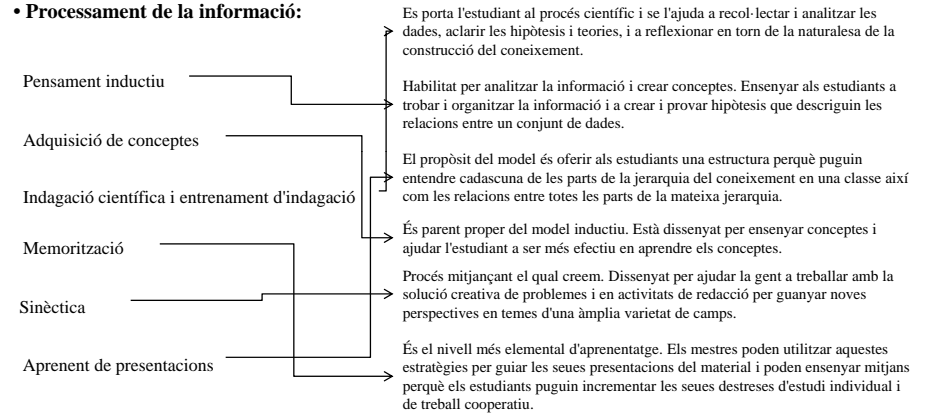 • Processament de la informació:
Pensament inductiu
Adquisició de conceptes
Indagació científica i entrenament d'indagació
Memorització
Sinèctica
Aprenent de presentacions
Es porta l'estudiant al procés científic i se l'ajuda a recol·lectar i analitzar les
dades, aclarir les hipòtesis i teories, i a reflexionar en torn de la naturalesa de la
construcció del coneixement.
Habilitat per analitzar la informació i crear conceptes. Ensenyar als estudiants a
trobar i organitzar la informació i a crear i provar hipòtesis que descriguin les
relacions entre un conjunt de dades.
El propòsit del model és oferir als estudiants una estructura perquè puguin
entendre cadascuna de les parts de la jerarquia del coneixement en una classe així
com les relacions entre totes les parts de la mateixa jerarquia.
És parent proper del model inductiu. Està dissenyat per ensenyar conceptes i
ajudar l'estudiant a ser més efectiu en aprendre els conceptes.
Procés mitjançant el qual creem. Dissenyat per ajudar la gent a treballar amb la
solució creativa de problemes i en activitats de redacció per guanyar noves
perspectives en temes d'una àmplia varietat de camps.
És el nivell més elemental d'aprenentatge. Els mestres poden utilitzar aquestes
estratègies per guiar les seues presentacions del material i poden ensenyar mitjans
perquè els estudiants puguin incrementar les seues destreses d'estudi individual i
de treball cooperatiu.